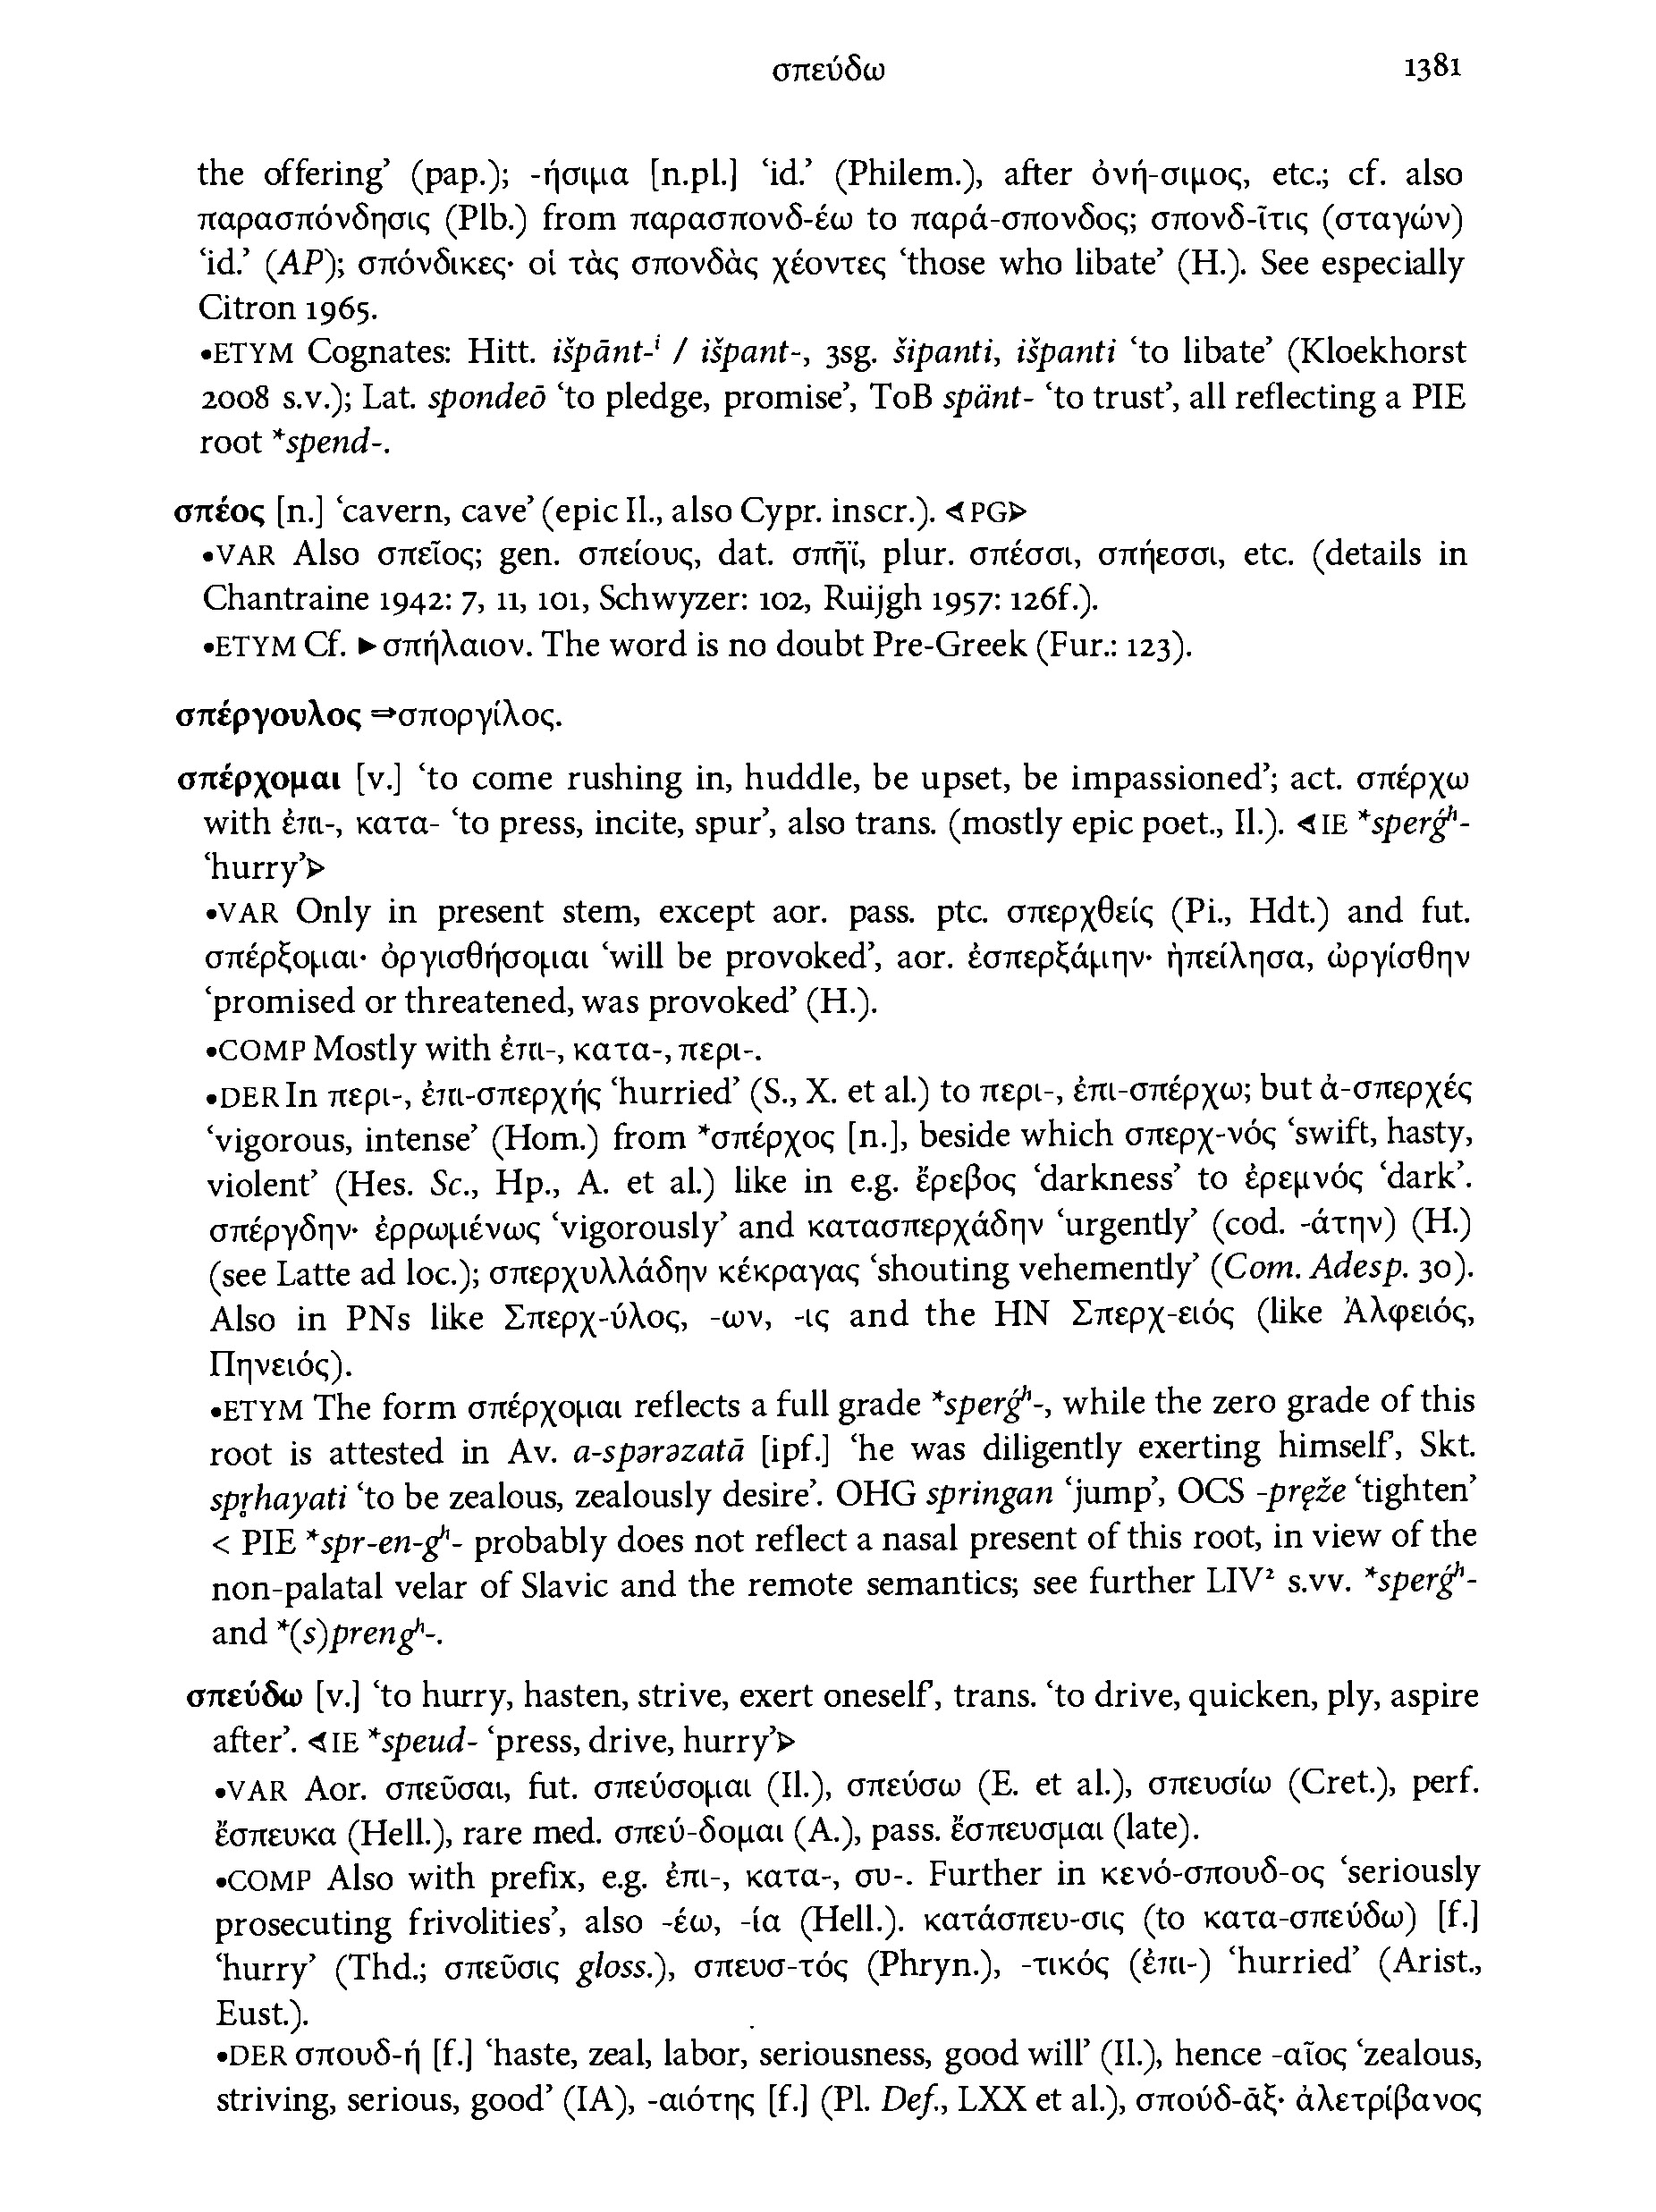 σπεύδω 1381
the offering’ (pap.); -ήσιμα [n.pl.] ‘id.’ (Philem.), after ὀνή-σιμος, etc.; cf. also
παρασπόνδησις (Plb.) from παρασπονδ-έω to παρά-σπονδος; σπονδ-ῖτις (σταγών)
‘id.’ (AP); σπόνδικες· οἱ τὰς σπονδὰς χέοντες ‘those who libate’ (H.). See especially
Citron 1965.
•ETYM Cognates: Hitt. išpānt-ⁱ / išpant-, 3sg. šipanti, išpanti ‘to libate’ (Kloekhorst
2008 s.v.); Lat. spondeō ‘to pledge, promise’, ToB spänt- ‘to trust’, all reflecting a PIE
root *spend-.
σπέος [n.] ‘cavern, cave’ (epic Il., also Cypr. inscr.). ⊲PG⊳
•VAR Also σπεῖος; gen. σπείους, dat. σπῆϊ, plur. σπέσσι, σπήεσσι, etc. (details in
Chantraine 1942: 7, 11, 101, Schwyzer: 102, Ruijgh 1957: 126f.).
•ETYM Cf. ►σπήλαιον. The word is no doubt Pre-Greek (Fur.: 123).
σπέργουλος ⇒σποργίλος.
σπέρχομαι [v.] ‘to come rushing in, huddle, be upset, be impassioned’; act. σπέρχω
with ἐπι-, κατα- ‘to press, incite, spur’, also trans. (mostly epic poet., Il.). ⊲IE *sperǵʰ-
‘hurry’⊳
•VAR Only in present stem, except aor. pass. ptc. σπερχθείς (Pi., Hdt.) and fut.
σπέρξομαι· ὀργισθήσομαι ‘will be provoked’, aor. ἐσπερξάμην· ἠπείλησα, ὠργίσθην
‘promised or threatened, was provoked’ (H.).
•COMP Mostly with ἐπι-, κατα-, περι-.
•DER In περι-, ἐπι-σπερχής ‘hurried’ (S., X. et al.) to περι-, ἐπι-σπέρχω; but ἀ-σπερχές
‘vigorous, intense’ (Hom.) from *σπέρχος [n.], beside which σπερχ-νός ‘swift, hasty,
violent’ (Hes. Sc., Hp., A. et al.) like in e.g. ἔρεβος ‘darkness’ to ἐρεμνός ‘dark’.
σπέργδην· ἐρρωμένως ‘vigorously’ and κατασπερχάδην ‘urgently’ (cod. -άτην) (H.)
(see Latte ad loc.); σπερχυλλάδην κέκραγας ‘shouting vehemently’ (Com. Adesp. 30).
Also in PNs like Σπερχ-ύλος, -ων, -ις and the HN Σπερχ-ειός (like Ἀλφειός,
Πηνειός).
•ETYM The form σπέρχομαι reflects a full grade *sperǵʰ-, while the zero grade of this
root is attested in Av. a-spərəzatā [ipf.] ‘he was diligently exerting himself’, Skt.
spr̥hayati ‘to be zealous, zealously desire’. OHG springan ‘jump’, OCS -pręže ‘tighten’
< PIE *spr-en-gʰ- probably does not reflect a nasal present of this root, in view of the
non-palatal velar of Slavic and the remote semantics; see further LIV² s.vv. *sperǵʰ-
and *(s)prengʰ-.
σπεύδω [v.] ‘to hurry, hasten, strive, exert oneself’, trans. ‘to drive, quicken, ply, aspire
after’. ⊲IE *speud- ‘press, drive, hurry’⊳
•VAR Aor. σπεῦσαι, fut. σπεύσομαι (Il.), σπεύσω (E. et al.), σπευσίω (Cret.), perf.
ἔσπευκα (Hell.), rare med. σπεύ-δομαι (A.), pass. ἔσπευσμαι (late).
•COMP Also with prefix, e.g. ἐπι-, κατα-, συ-. Further in κενό-σπουδ-ος ‘seriously
prosecuting frivolities’, also -έω, -ία (Hell.). κατάσπευ-σις (to κατα-σπεύδω) [f.]
‘hurry’ (Thd.; σπεῦσις gloss.), σπευσ-τός (Phryn.), -τικός (ἐπι-) ‘hurried’ (Arist.,
Eust.).
•DER σπουδ-ή [f.] ‘haste, zeal, labor, seriousness, good will’ (Il.), hence -αῖος ‘zealous,
striving, serious, good’ (IA), -αιότης [f.] (Pl. Def., LXX et al.), σπούδ-ᾱξ· ἀλετρίβανος